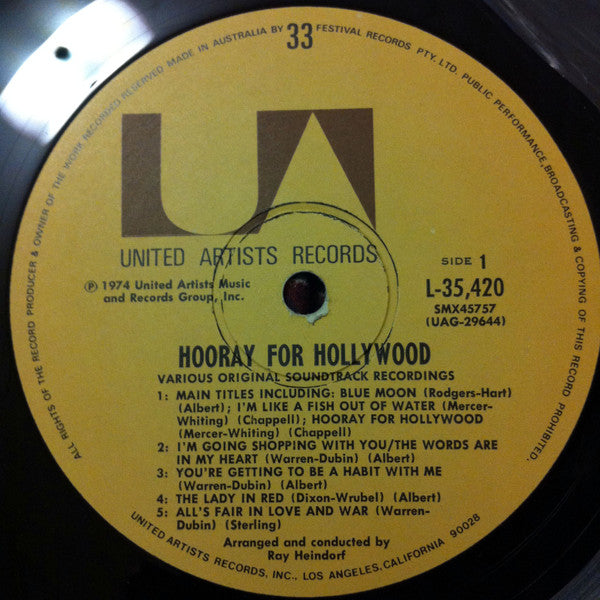 ALL RIGHTS OF THE RECORD PRODUCER & OWNER OF THE WORK RECORDED RESERVED MADE IN AUSTRALIA BY FESTIVAL RECORDS PTY. LTD. PUBLIC PERFORMANCE, BROADCASTING & COPYING OF THIS RECORD PROHIBITED.
33
UA
UNITED ARTISTS RECORDS
SIDE 1
℗ 1974 United Artists Music
and Records Group, Inc.
L-35,420
SMX45757
(UAG-29644)
HOORAY FOR HOLLYWOOD
VARIOUS ORIGINAL SOUNDTRACK RECORDINGS
1: MAIN TITLES INCLUDING: BLUE MOON (Rodgers-Hart)
(Albert); I'M LIKE A FISH OUT OF WATER (Mercer-
Whiting) (Chappell); HOORAY FOR HOLLYWOOD
(Mercer-Whiting) (Chappell)
2: I'M GOING SHOPPING WITH YOU/THE WORDS ARE
IN MY HEART (Warren-Dubin) (Albert)
3: YOU'RE GETTING TO BE A HABIT WITH ME
(Warren-Dubin) (Albert)
4: THE LADY IN RED (Dixon-Wrubel) (Albert)
5: ALL'S FAIR IN LOVE AND WAR (Warren-
Dubin) (Sterling)
Arranged and conducted by
Ray Heindorf
UNITED ARTISTS RECORDS, INC., LOS ANGELES, CALIFORNIA 90028